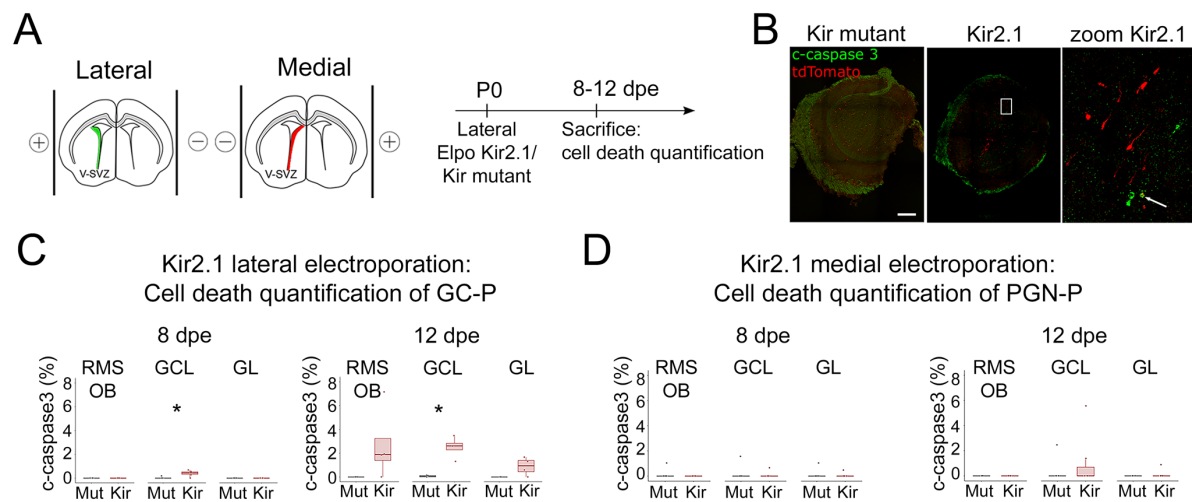 A
Lateral
Medial
+
−
−
+
V-SVZ
V-SVZ
P0
8-12 dpe
Lateral
Elpo Kir2.1/
Kir mutant
Sacrifice:
cell death quantification
B
Kir mutant
Kir2.1
zoom Kir2.1
c-caspase 3
tdTomato
C
Kir2.1 lateral electroporation:
Cell death quantification of GC-P
8 dpe
12 dpe
c-caspase3 (%)
8
6
4
2
0
RMS
OB
GCL
GL
*
Mut Kir
Mut Kir
Mut Kir
c-caspase3 (%)
8
6
4
2
0
RMS
OB
GCL
GL
*
Mut Kir
Mut Kir
Mut Kir
D
Kir2.1 medial electroporation:
Cell death quantification of PGN-P
8 dpe
12 dpe
c-caspase3 (%)
8
6
4
2
0
RMS
OB
GCL
GL
Mut Kir
Mut Kir
Mut Kir
c-caspase3 (%)
8
6
4
2
0
RMS
OB
GCL
GL
Mut Kir
Mut Kir
Mut Kir